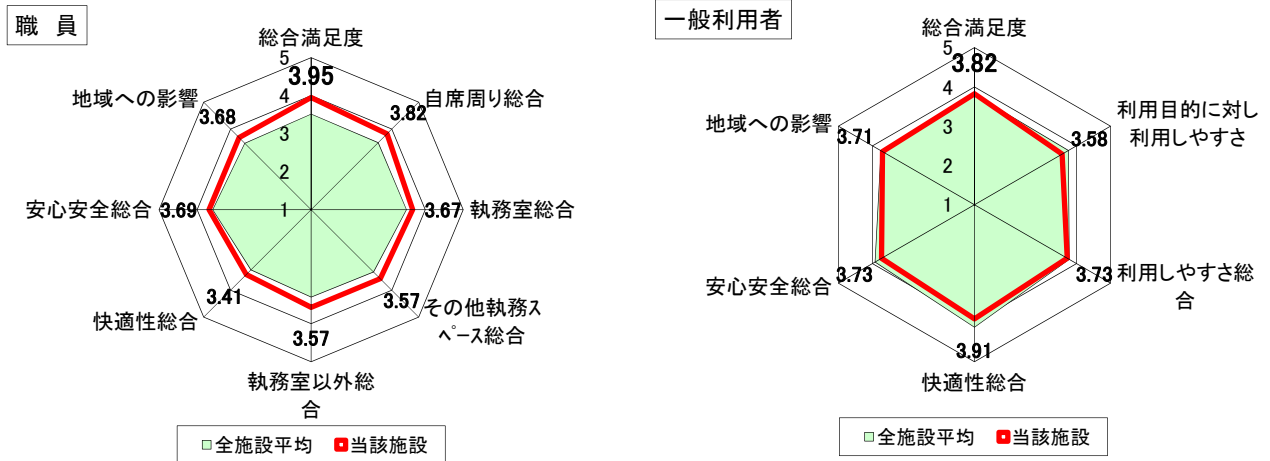 職 員
総合満足度
5
3.95
4
3
2
1
自席周り総合
3.82
執務室総合
3.67
その他執務ス
ペース総合
3.57
執務室以外総
合
3.57
快適性総合
3.41
安心安全総合
3.69
地域への影響
3.68
□全施設平均 □当該施設
一般利用者
総合満足度
5
3.82
4
3
2
1
利用目的に対し
利用しやすさ
3.58
利用しやすさ総
合
3.73
快適性総合
3.91
安心安全総合
3.73
地域への影響
3.71
□全施設平均 □当該施設